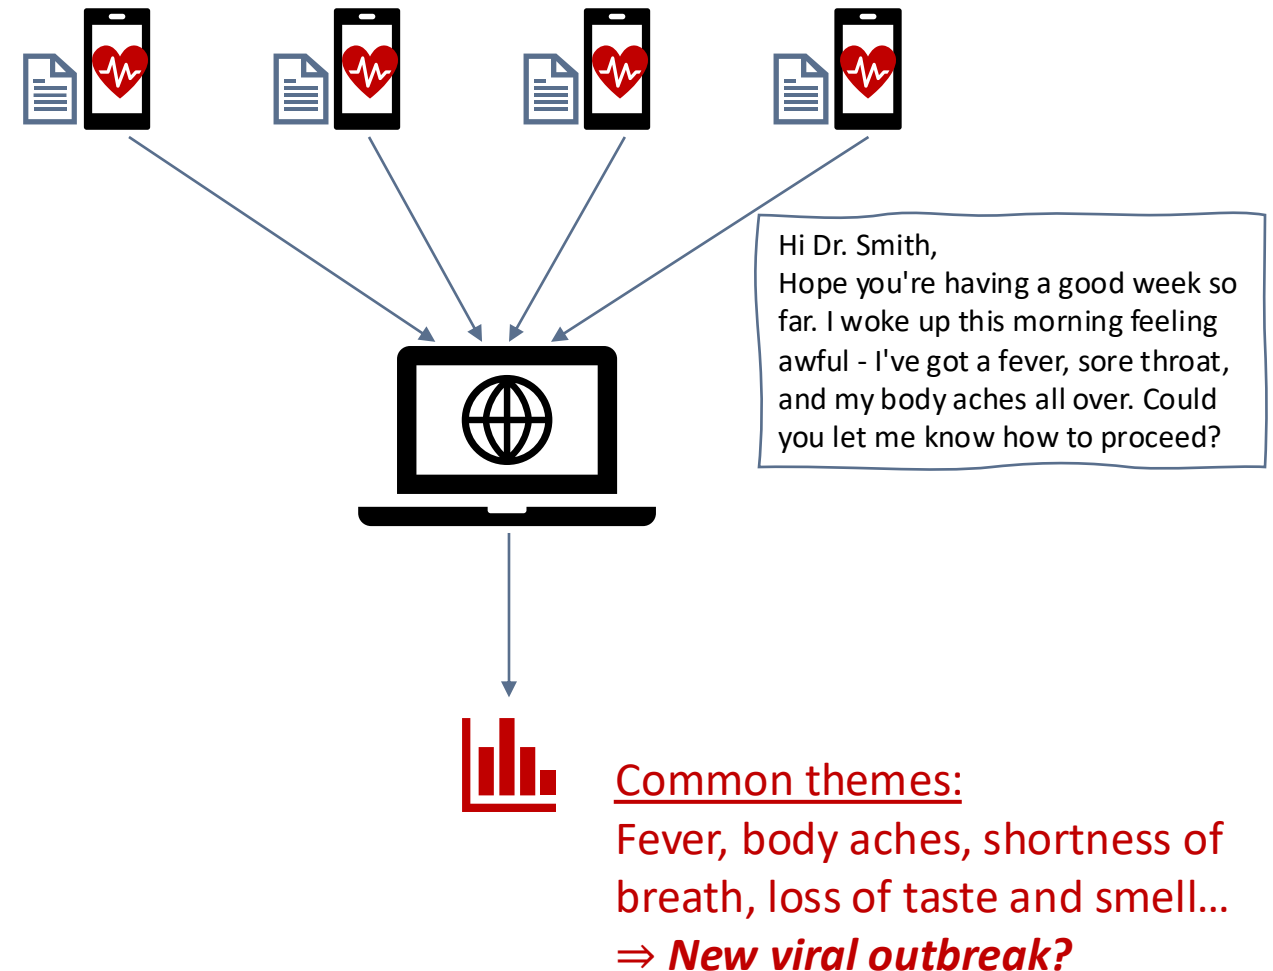 Hi Dr. Smith,
Hope you're having a good week so
far. I woke up this morning feeling
awful - I've got a fever, sore throat,
and my body aches all over. Could
you let me know how to proceed?
Common themes:
Fever, body aches, shortness of
breath, loss of taste and smell...
⇒ New viral outbreak?